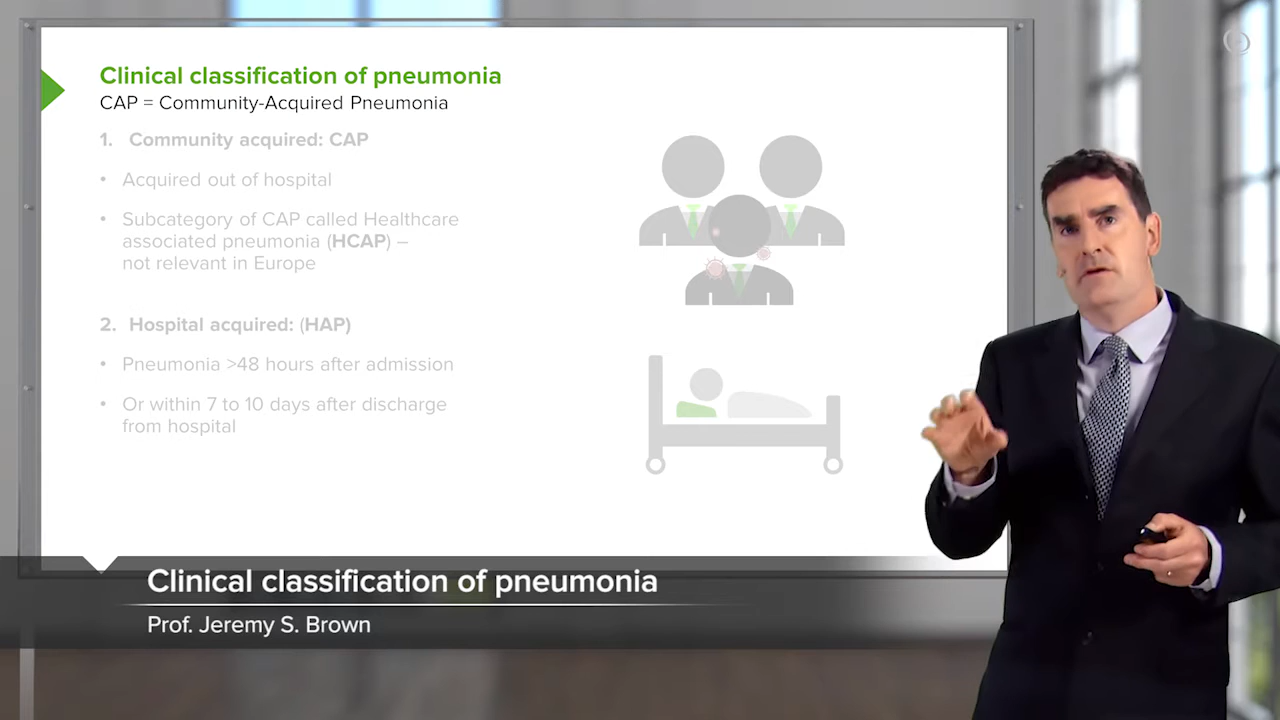 Clinical classification of pneumonia
CAP = Community-Acquired Pneumonia
1. Community acquired: CAP
• Acquired out of hospital
• Subcategory of CAP called Healthcare
associated pneumonia (HCAP) –
not relevant in Europe
2. Hospital acquired: (HAP)
• Pneumonia >48 hours after admission
• Or within 7 to 10 days after discharge
from hospital
Clinical classification of pneumonia
Prof. Jeremy S. Brown